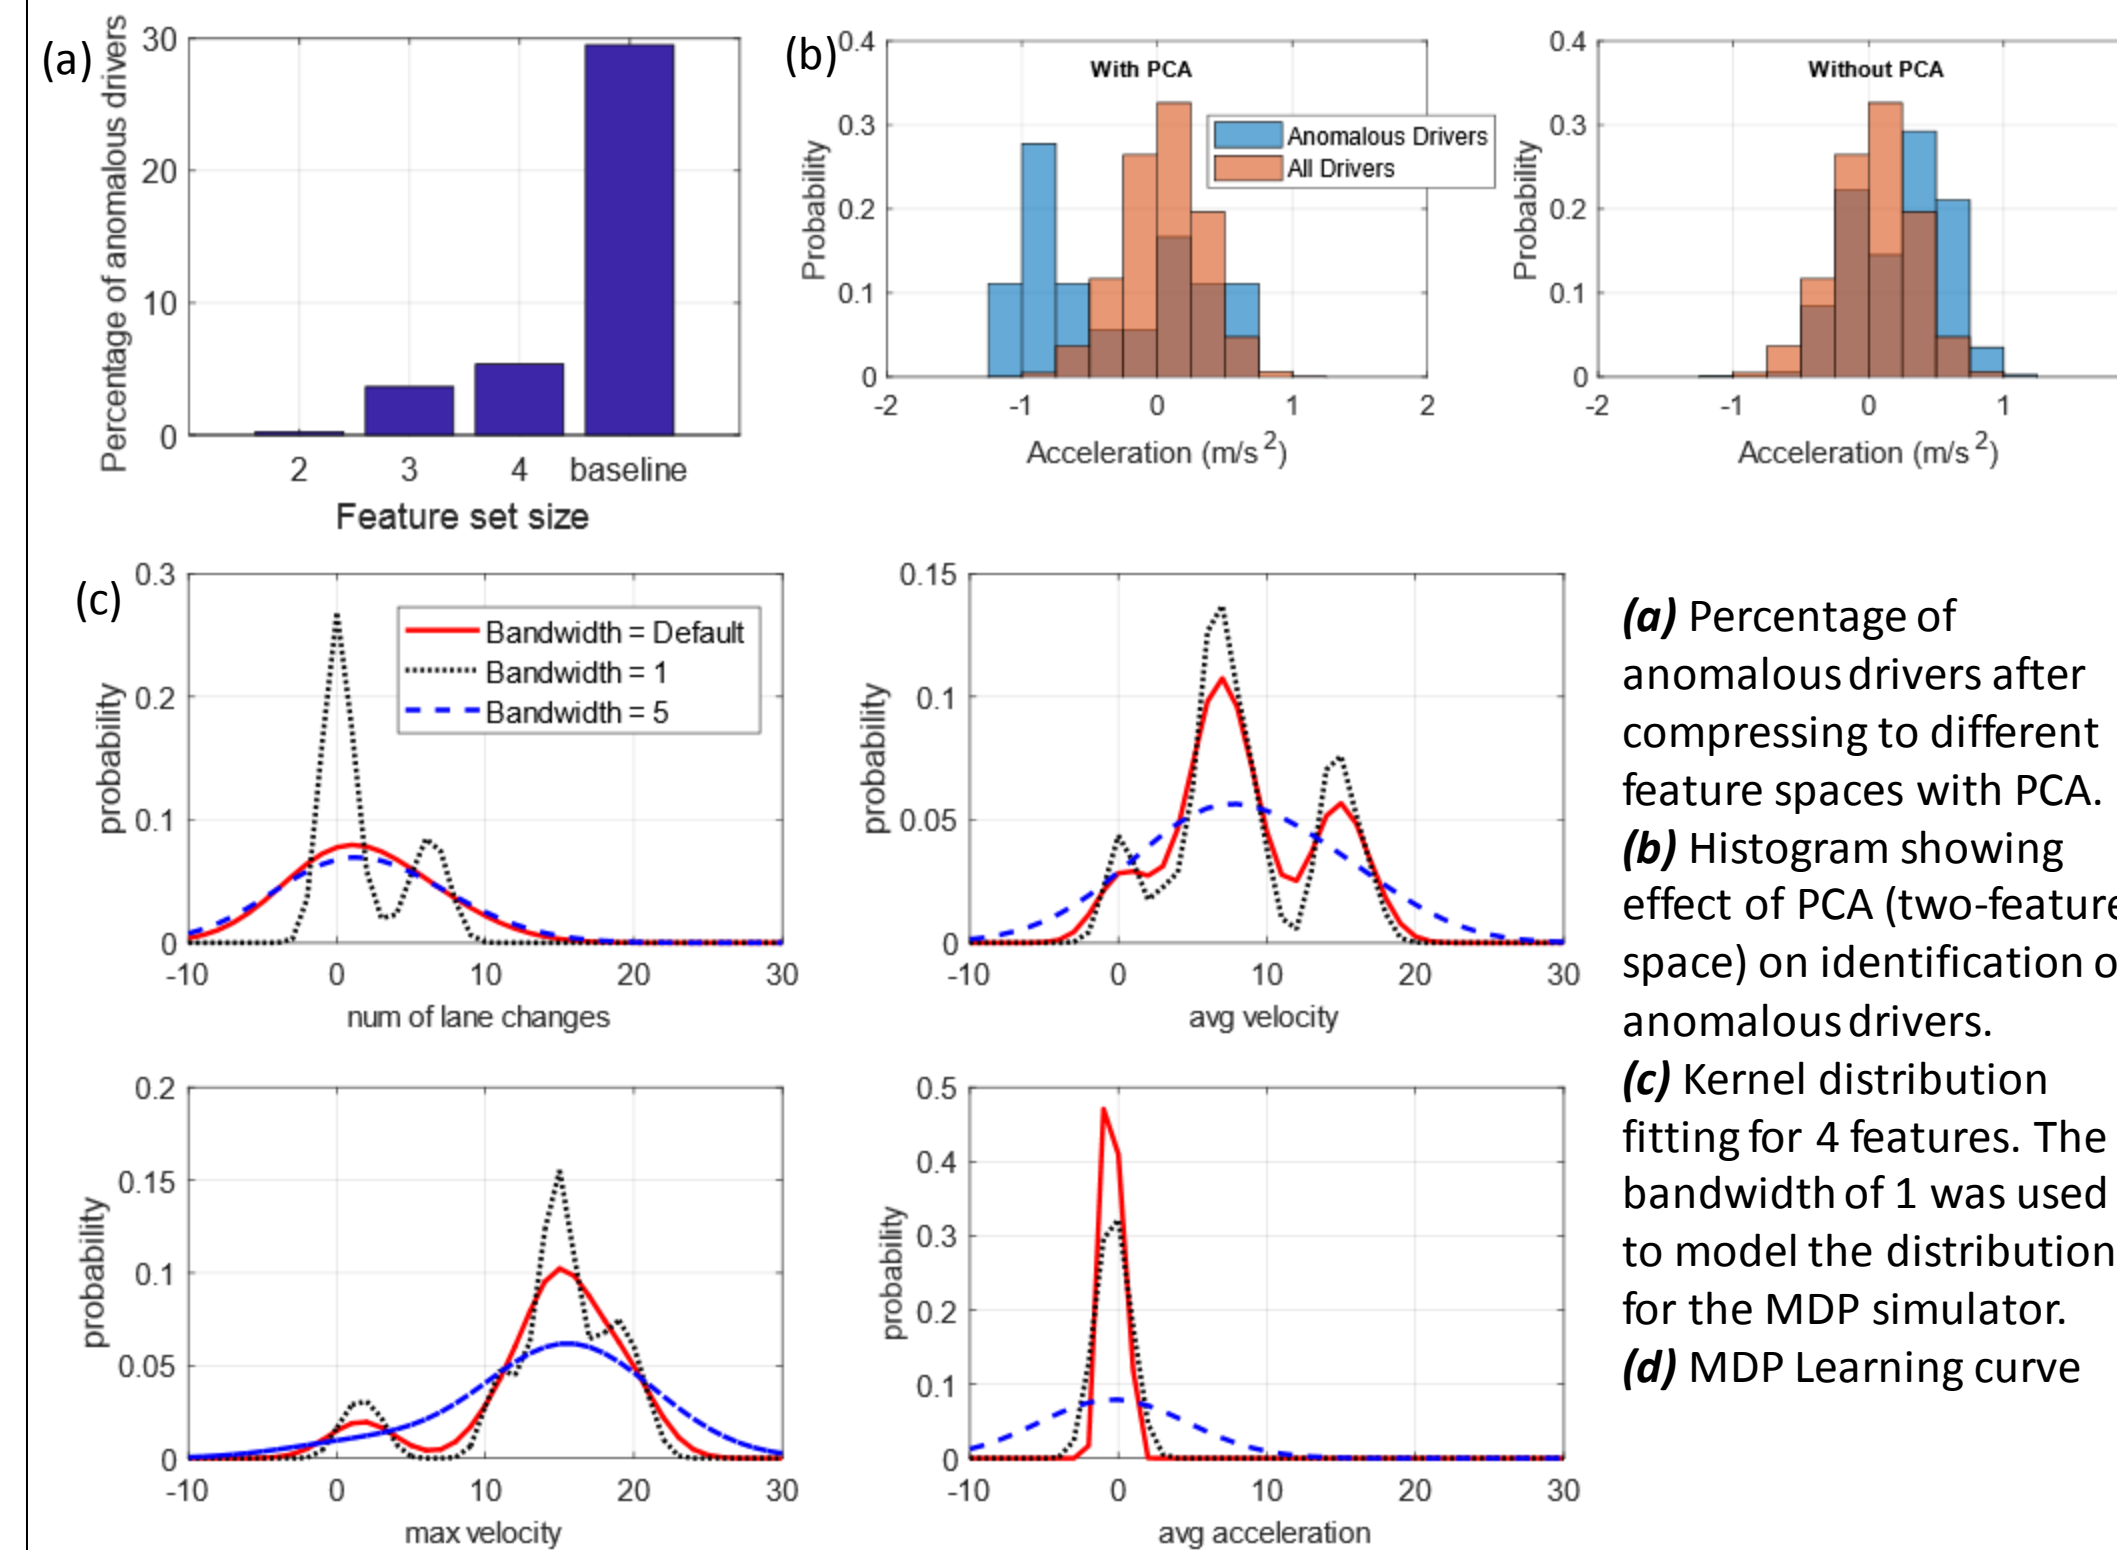 (a)
Percentage of anomalous drivers
30
20
10
0
2 3 4 baseline
Feature set size
(b)
With PCA
Anomalous Drivers
All Drivers
Probability
0.4
0.3
0.2
0.1
0
-2 -1 0 1 2
Acceleration (m/s 2)
Without PCA
Probability
0.4
0.3
0.2
0.1
0
-2 -1 0 1
Acceleration (m/s 2)
(c)
Bandwidth = Default
Bandwidth = 1
Bandwidth = 5
probability
0.3
0.2
0.1
0
-10 0 10 20 30
num of lane changes
probability
0.15
0.1
0.05
0
-10 0 10 20 30
avg velocity
probability
0.2
0.15
0.1
0.05
0
-10 0 10 20 30
max velocity
probability
0.5
0.4
0.3
0.2
0.1
0
-10 0 10 20 30
avg acceleration
(a) Percentage of
anomalous drivers after
compressing to different
feature spaces with PCA.
(b) Histogram showing
effect of PCA (two-feature
space) on identification o
anomalous drivers.
(c) Kernel distribution
fitting for 4 features. The
bandwidth of 1 was used
to model the distribution
for the MDP simulator.
(d) MDP Learning curve